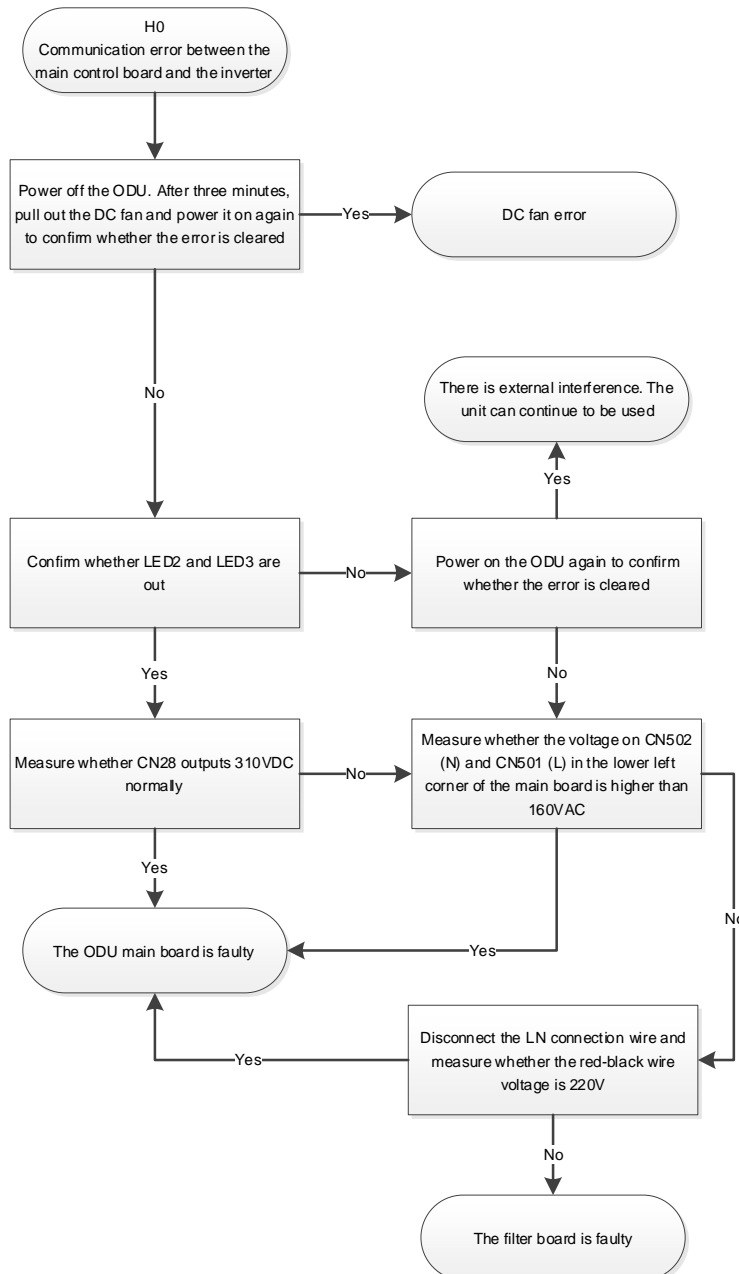 H0
Communication error between the
main control board and the inverter
Power off the ODU. After three minutes,
pull out the DC fan and power it on again
to confirm whether the error is cleared
Yes
DC fan error
No
There is external interference. The
unit can continue to be used
Yes
Confirm whether LED2 and LED3 are
out
No
Power on the ODU again to confirm
whether the error is cleared
Yes
No
Measure whether CN28 outputs 310VDC
normally
No
Measure whether the voltage on CN502
(N) and CN501 (L) in the lower left
corner of the main board is higher than
160VAC
Yes
No
The ODU main board is faulty
Yes
Disconnect the LN connection wire and
measure whether the red-black wire
voltage is 220V
Yes
No
The filter board is faulty